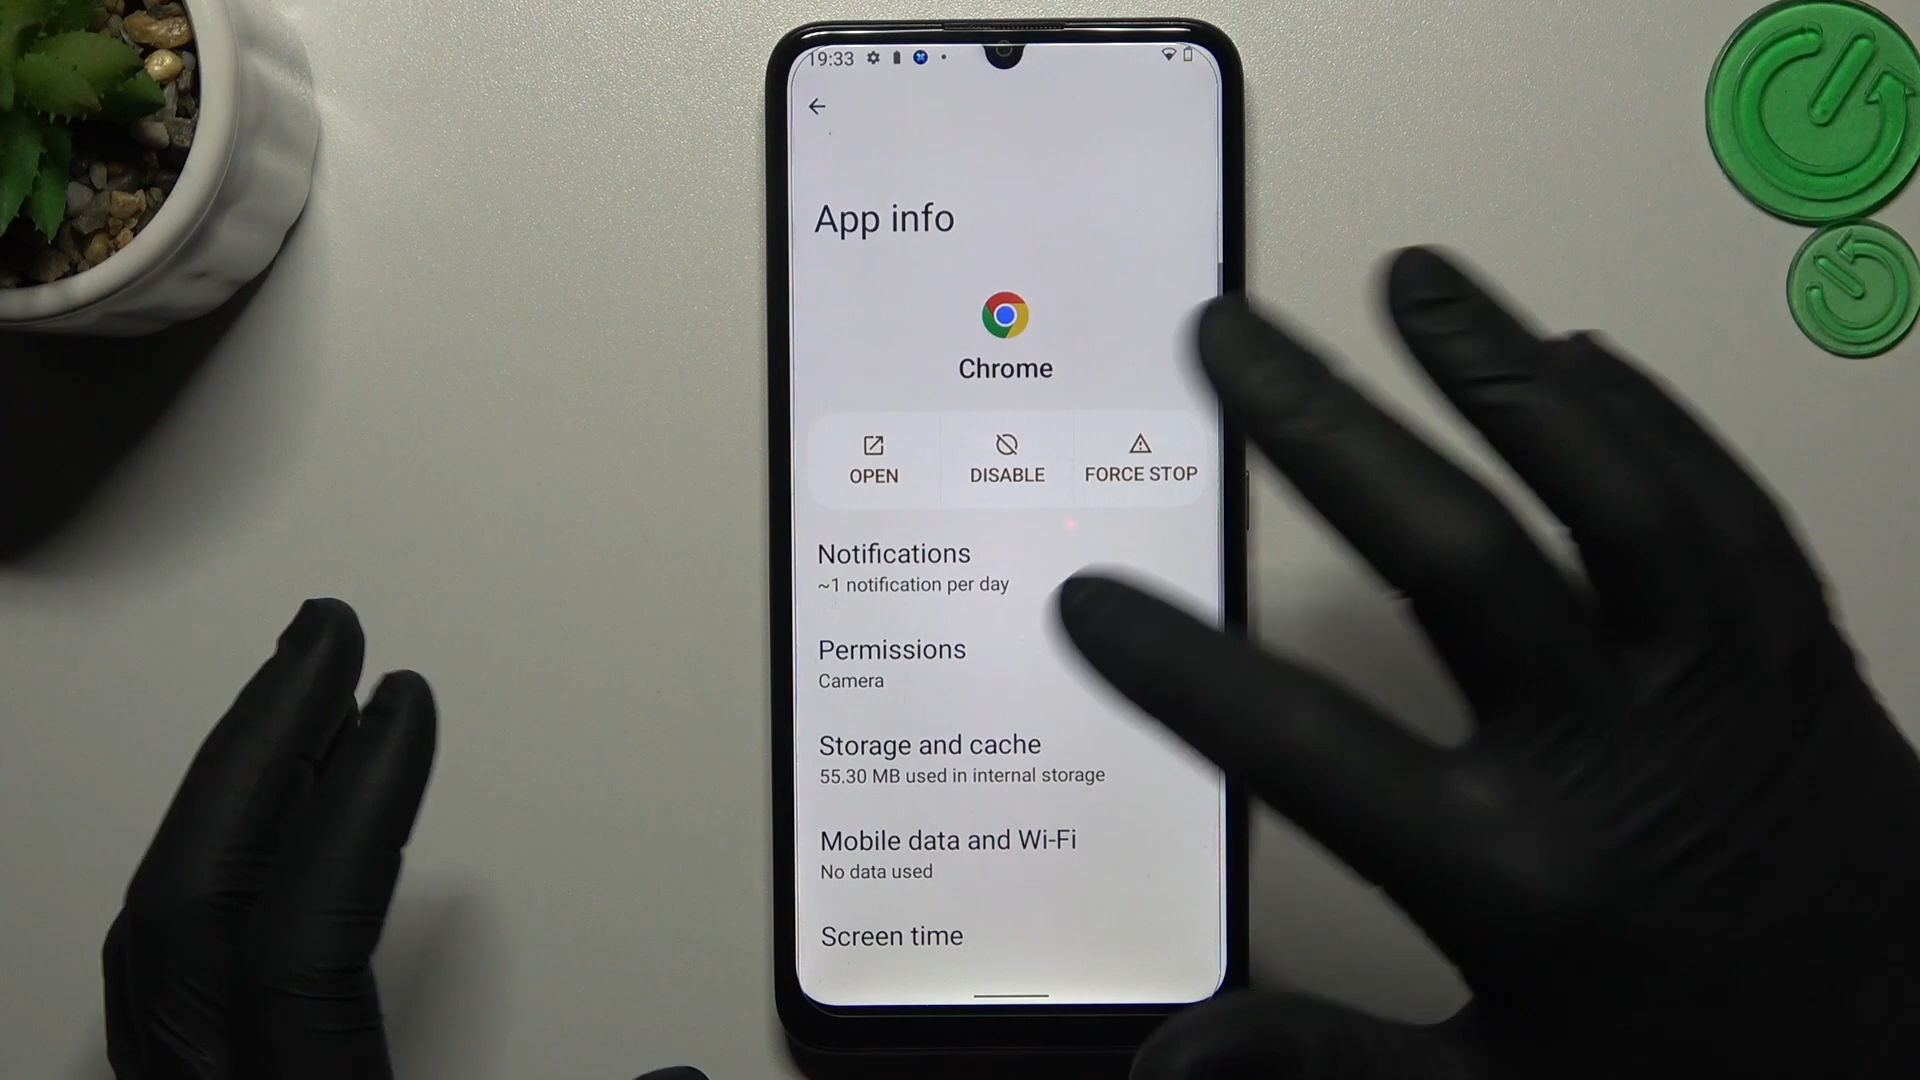 19:33
App info
Chrome
OPEN
DISABLE
FORCE STOP
Notifications
~1 notification per day
Permissions
Camera
Storage and cache
55.30 MB used in internal storage
Mobile data and Wi-Fi
No data used
Screen time